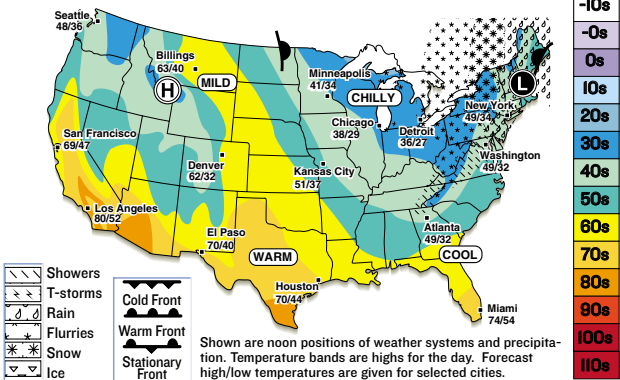 Seattle
48/36
Billings
63/40
H
MILD
Minneapolis
41/34
CHILLY
L
New York
49/34
Chicago
38/29
Detroit
36/27
San Francisco
69/47
Washington
49/32
Denver
62/32
Kansas City
51/37
Los Angeles
80/52
Atlanta
49/32
El Paso
70/40
WARM
COOL
Houston
70/44
Miami
74/54
Showers
T-storms
Rain
Flurries
Snow
Ice
Cold Front
Warm Front
Stationary
Front
Shown are noon positions of weather systems and precipita-
tion. Temperature bands are highs for the day. Forecast
high/low temperatures are given for selected cities.
-10s
-0s
0s
10s
20s
30s
40s
50s
60s
70s
80s
90s
100s
110s